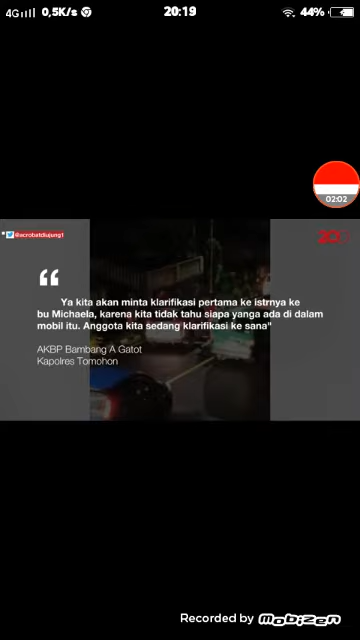 4G 0,5K/s 20:19 44%
02:02
@acrobatdiujung1
20
“
Ya kita akan minta klarifikasi pertama ke istrnya ke
bu Michaela, karena kita tidak tahu siapa yanga ada di dalam
mobil itu. Anggota kita sedang klarifikasi ke sana"
AKBP Bambang A Gatot
Kapolres Tomohon
Recorded by mobizen